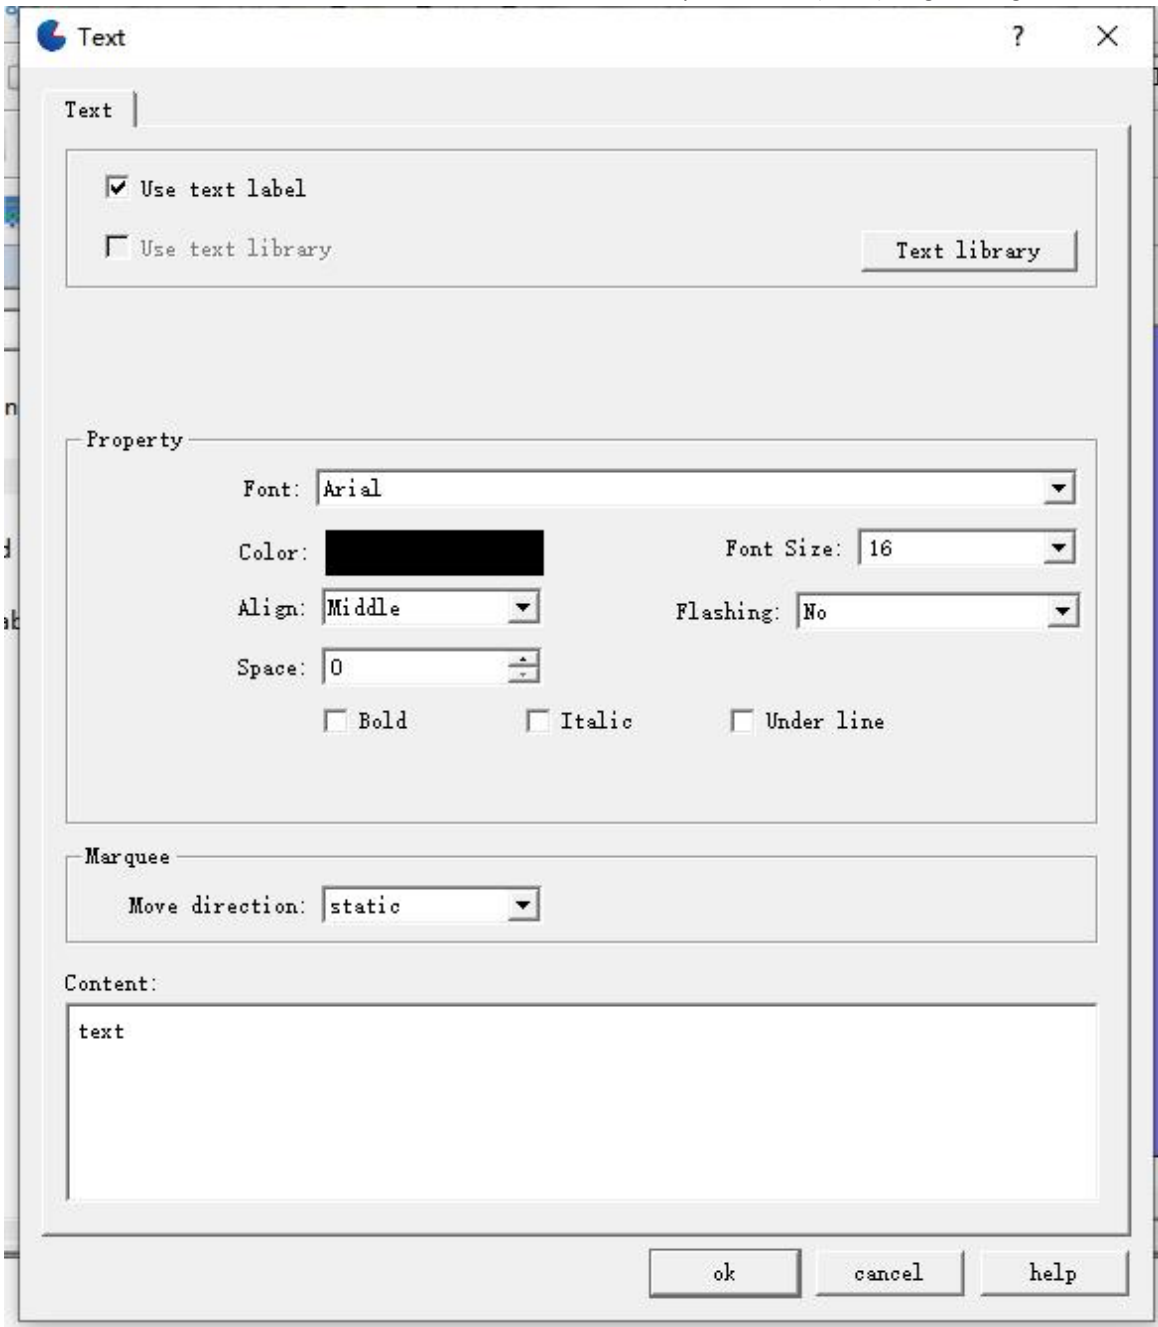 Text ?
Text
Use text label
Use text library Text library
Property
Font: Arial
Color: Font Size: 16
Align: Middle Flashing: No
Space: 0
Bold Italic Under line
Marquee
Move direction: static
Content:
text
ok cancel help